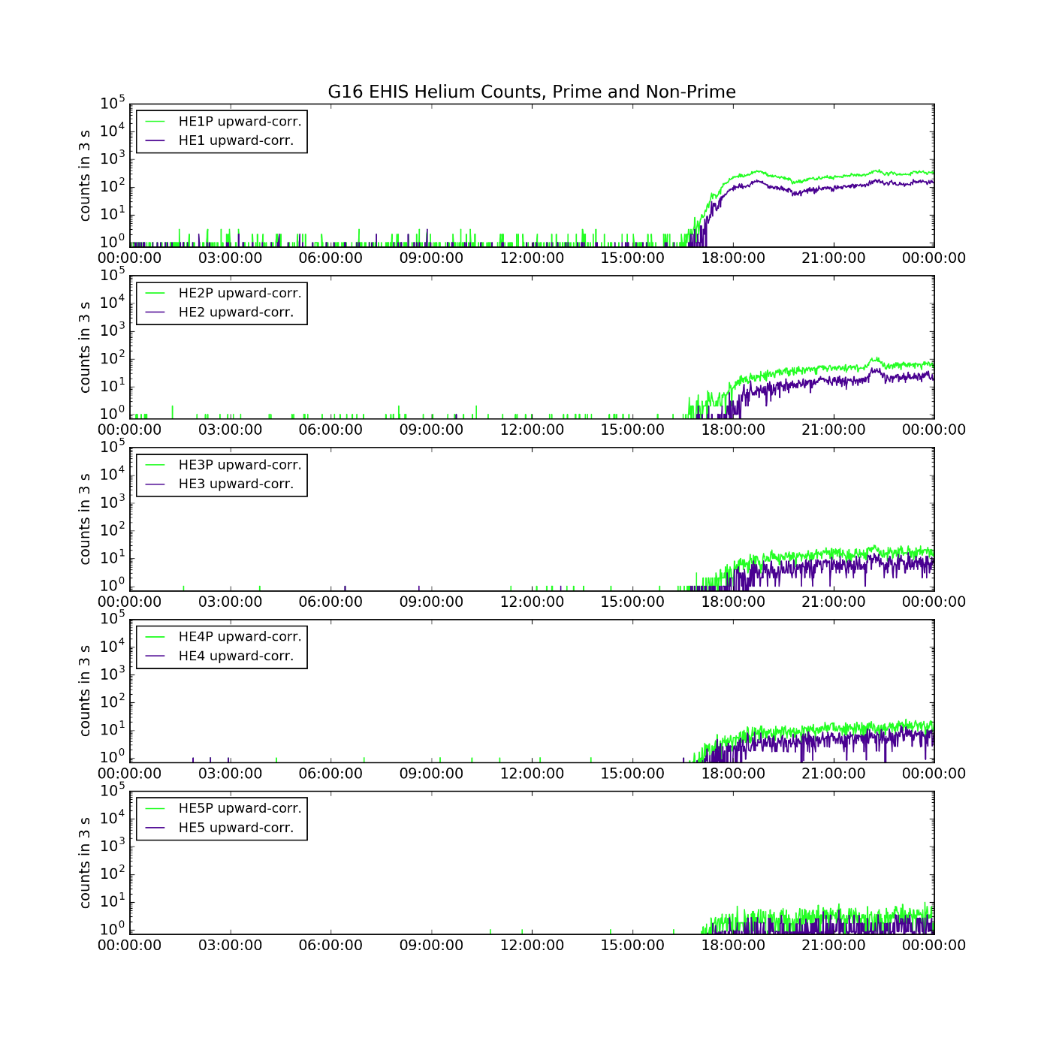 G16 EHIS Helium Counts, Prime and Non-Prime
10^5
10^4
10^3
10^2
10^1
10^0
counts in 3 s
HE1P upward-corr.
HE1 upward-corr.
00:00:00 03:00:00 06:00:00 09:00:00 12:00:00 15:00:00 18:00:00 21:00:00 00:00:00
10^5
10^4
10^3
10^2
10^1
10^0
counts in 3 s
HE2P upward-corr.
HE2 upward-corr.
00:00:00 03:00:00 06:00:00 09:00:00 12:00:00 15:00:00 18:00:00 21:00:00 00:00:00
10^5
10^4
10^3
10^2
10^1
10^0
counts in 3 s
HE3P upward-corr.
HE3 upward-corr.
00:00:00 03:00:00 06:00:00 09:00:00 12:00:00 15:00:00 18:00:00 21:00:00 00:00:00
10^5
10^4
10^3
10^2
10^1
10^0
counts in 3 s
HE4P upward-corr.
HE4 upward-corr.
00:00:00 03:00:00 06:00:00 09:00:00 12:00:00 15:00:00 18:00:00 21:00:00 00:00:00
10^5
10^4
10^3
10^2
10^1
10^0
counts in 3 s
HE5P upward-corr.
HE5 upward-corr.
00:00:00 03:00:00 06:00:00 09:00:00 12:00:00 15:00:00 18:00:00 21:00:00 00:00:00